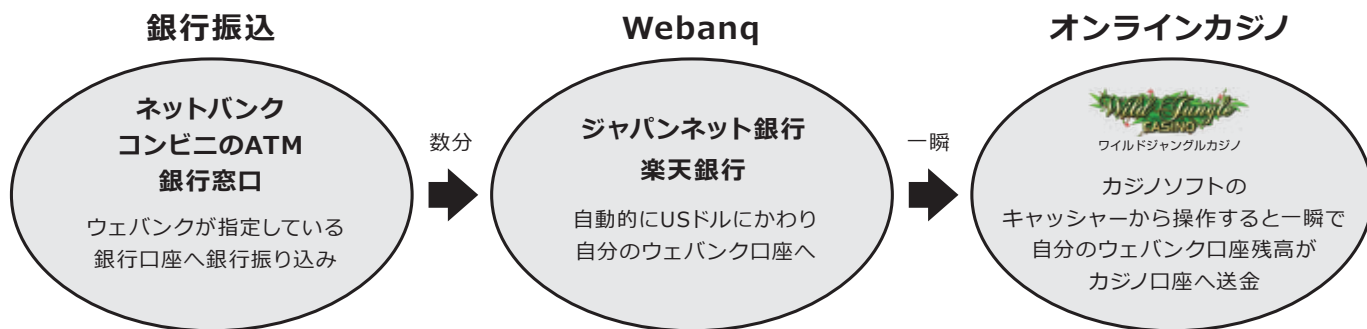 銀行振込
ネットバンク
コンビニのATM
銀行窓口
ウェバンクが指定している
銀行口座へ銀行振り込み
数分
Webanq
ジャパンネット銀行
楽天銀行
自動的にUSドルにかわり
自分のウェバンク口座へ
一瞬
オンラインカジノ
Wild Jungle
CASINO
ワイルドジャングルカジノ
カジノソフトの
キャッシャーから操作すると一瞬で
自分のウェバンク口座残高が
カジノ口座へ送金